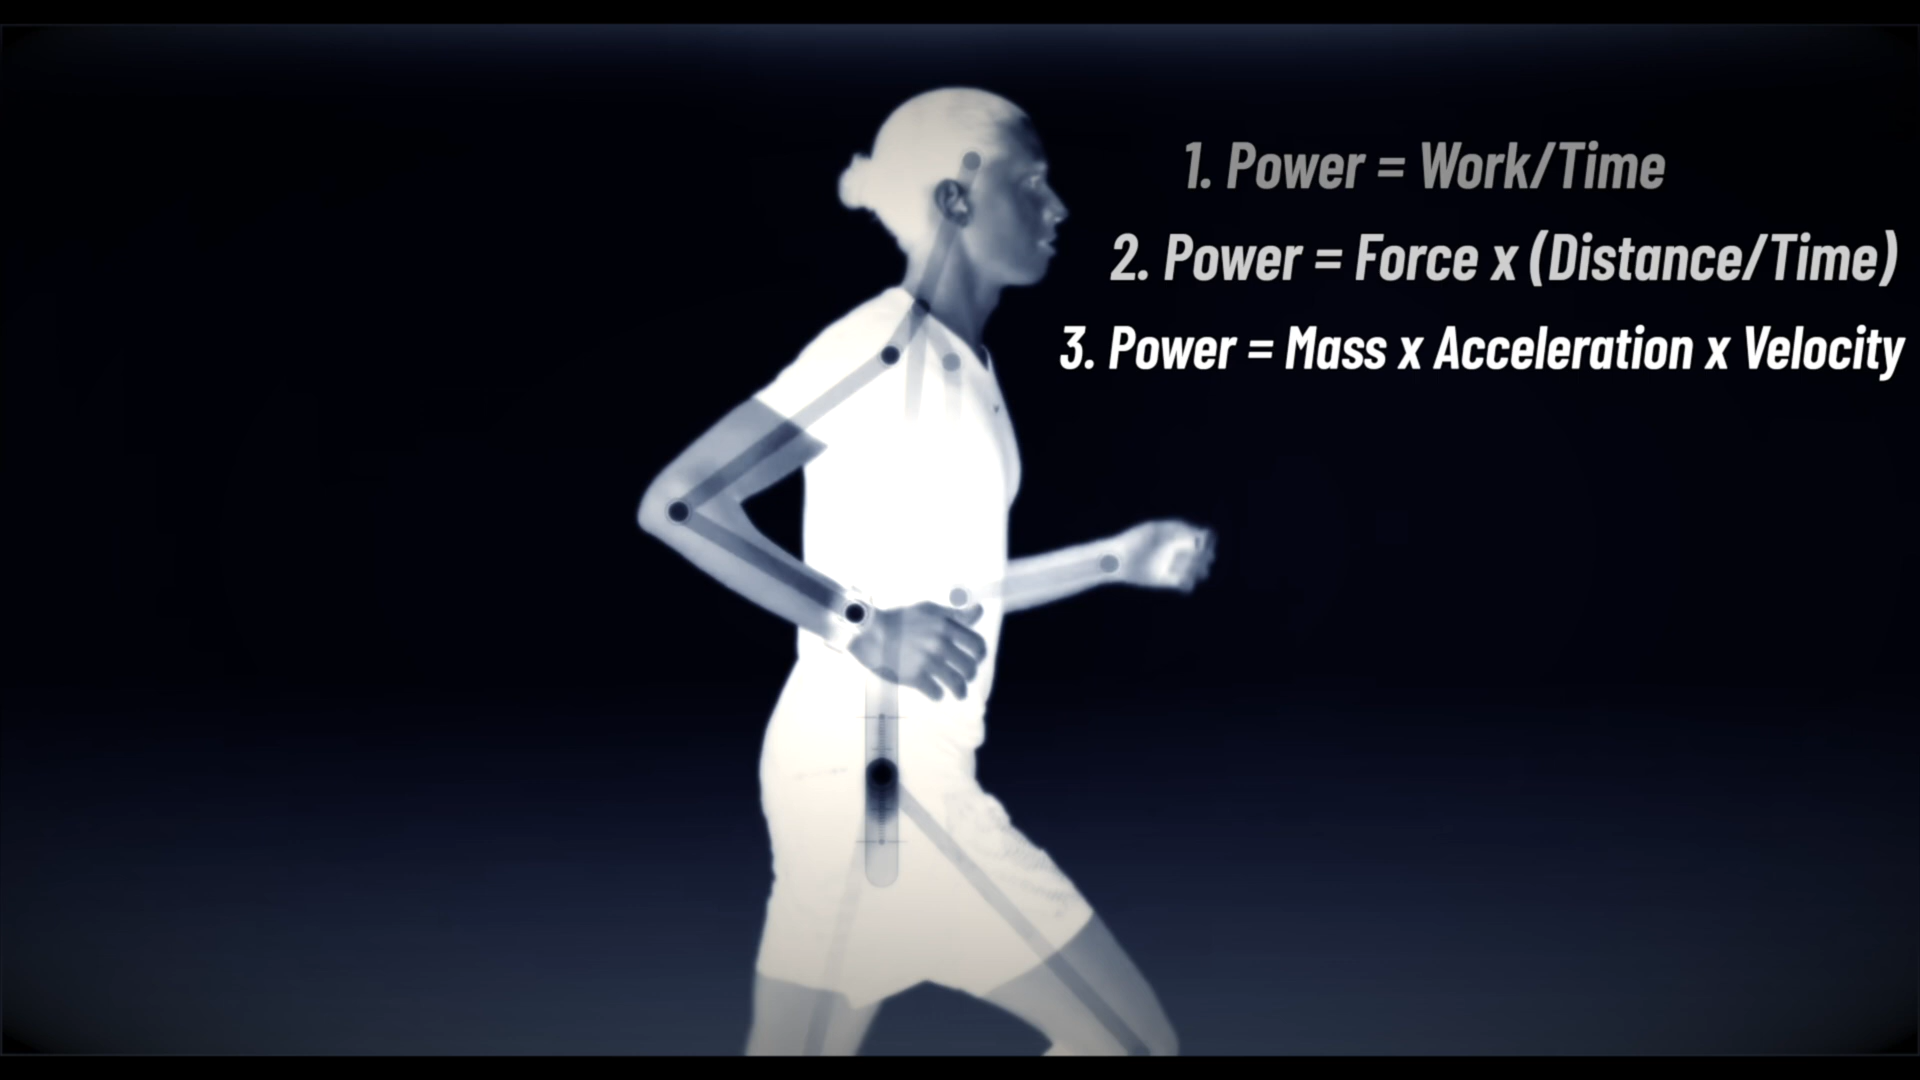 1. Power = Work/Time
2. Power = Force x (Distance/Time)
3. Power = Mass x Acceleration x Velocity